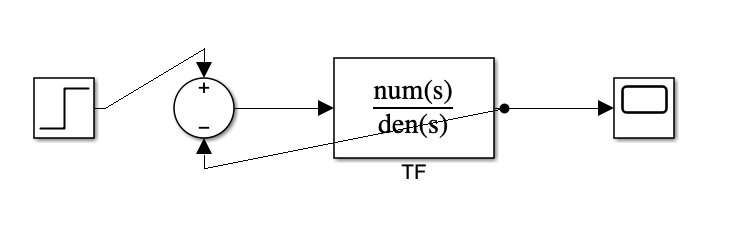 +
−
num(s)
den(s)
TF